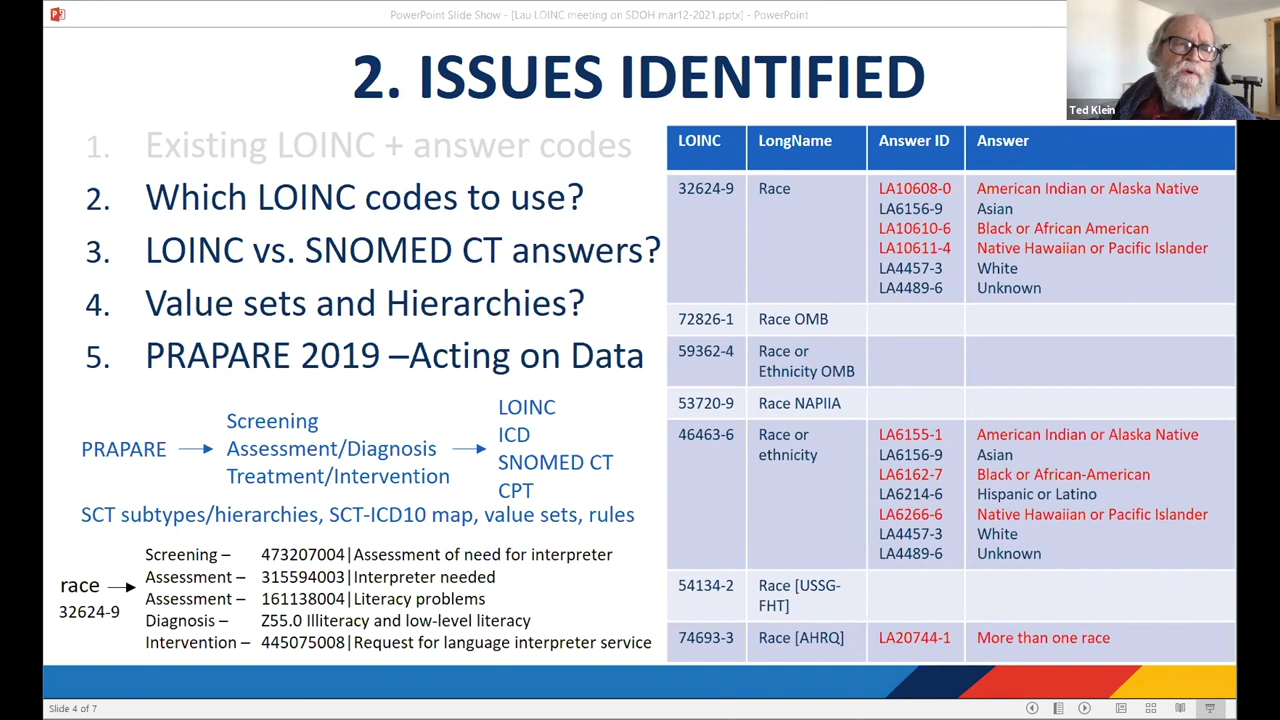 PowerPoint Slide Show - [Lau LOINC meeting on SDOH mar12-2021.pptx] - PowerPoint
Ted Klein
2. ISSUES IDENTIFIED
1. Existing LOINC + answer codes
2. Which LOINC codes to use?
3. LOINC vs. SNOMED CT answers?
4. Value sets and Hierarchies?
5. PRAPARE 2019 –Acting on Data
PRAPARE
Screening
Assessment/Diagnosis
Treatment/Intervention
LOINC
ICD
SNOMED CT
CPT
SCT subtypes/hierarchies, SCT-ICD10 map, value sets, rules
race
32624-9
Screening – 473207004|Assessment of need for interpreter
Assessment – 315594003|Interpreter needed
Assessment – 161138004|Literacy problems
Diagnosis – Z55.0 Illiteracy and low-level literacy
Intervention – 445075008|Request for language interpreter service
LOINC LongName Answer ID Answer
32624-9 Race LA10608-0 American Indian or Alaska Native
LA6156-9 Asian
LA10610-6 Black or African American
LA10611-4 Native Hawaiian or Pacific Islander
LA4457-3 White
LA4489-6 Unknown
72826-1 Race OMB
59362-4 Race or
Ethnicity OMB
53720-9 Race NAPIIA
46463-6 Race or LA6155-1 American Indian or Alaska Native
ethnicity LA6156-9 Asian
LA6162-7 Black or African-American
LA6214-6 Hispanic or Latino
LA6266-6 Native Hawaiian or Pacific Islander
LA4457-3 White
LA4489-6 Unknown
54134-2 Race [USSG-
FHT]
74693-3 Race [AHRQ] LA20744-1 More than one race
Slide 4 of 7